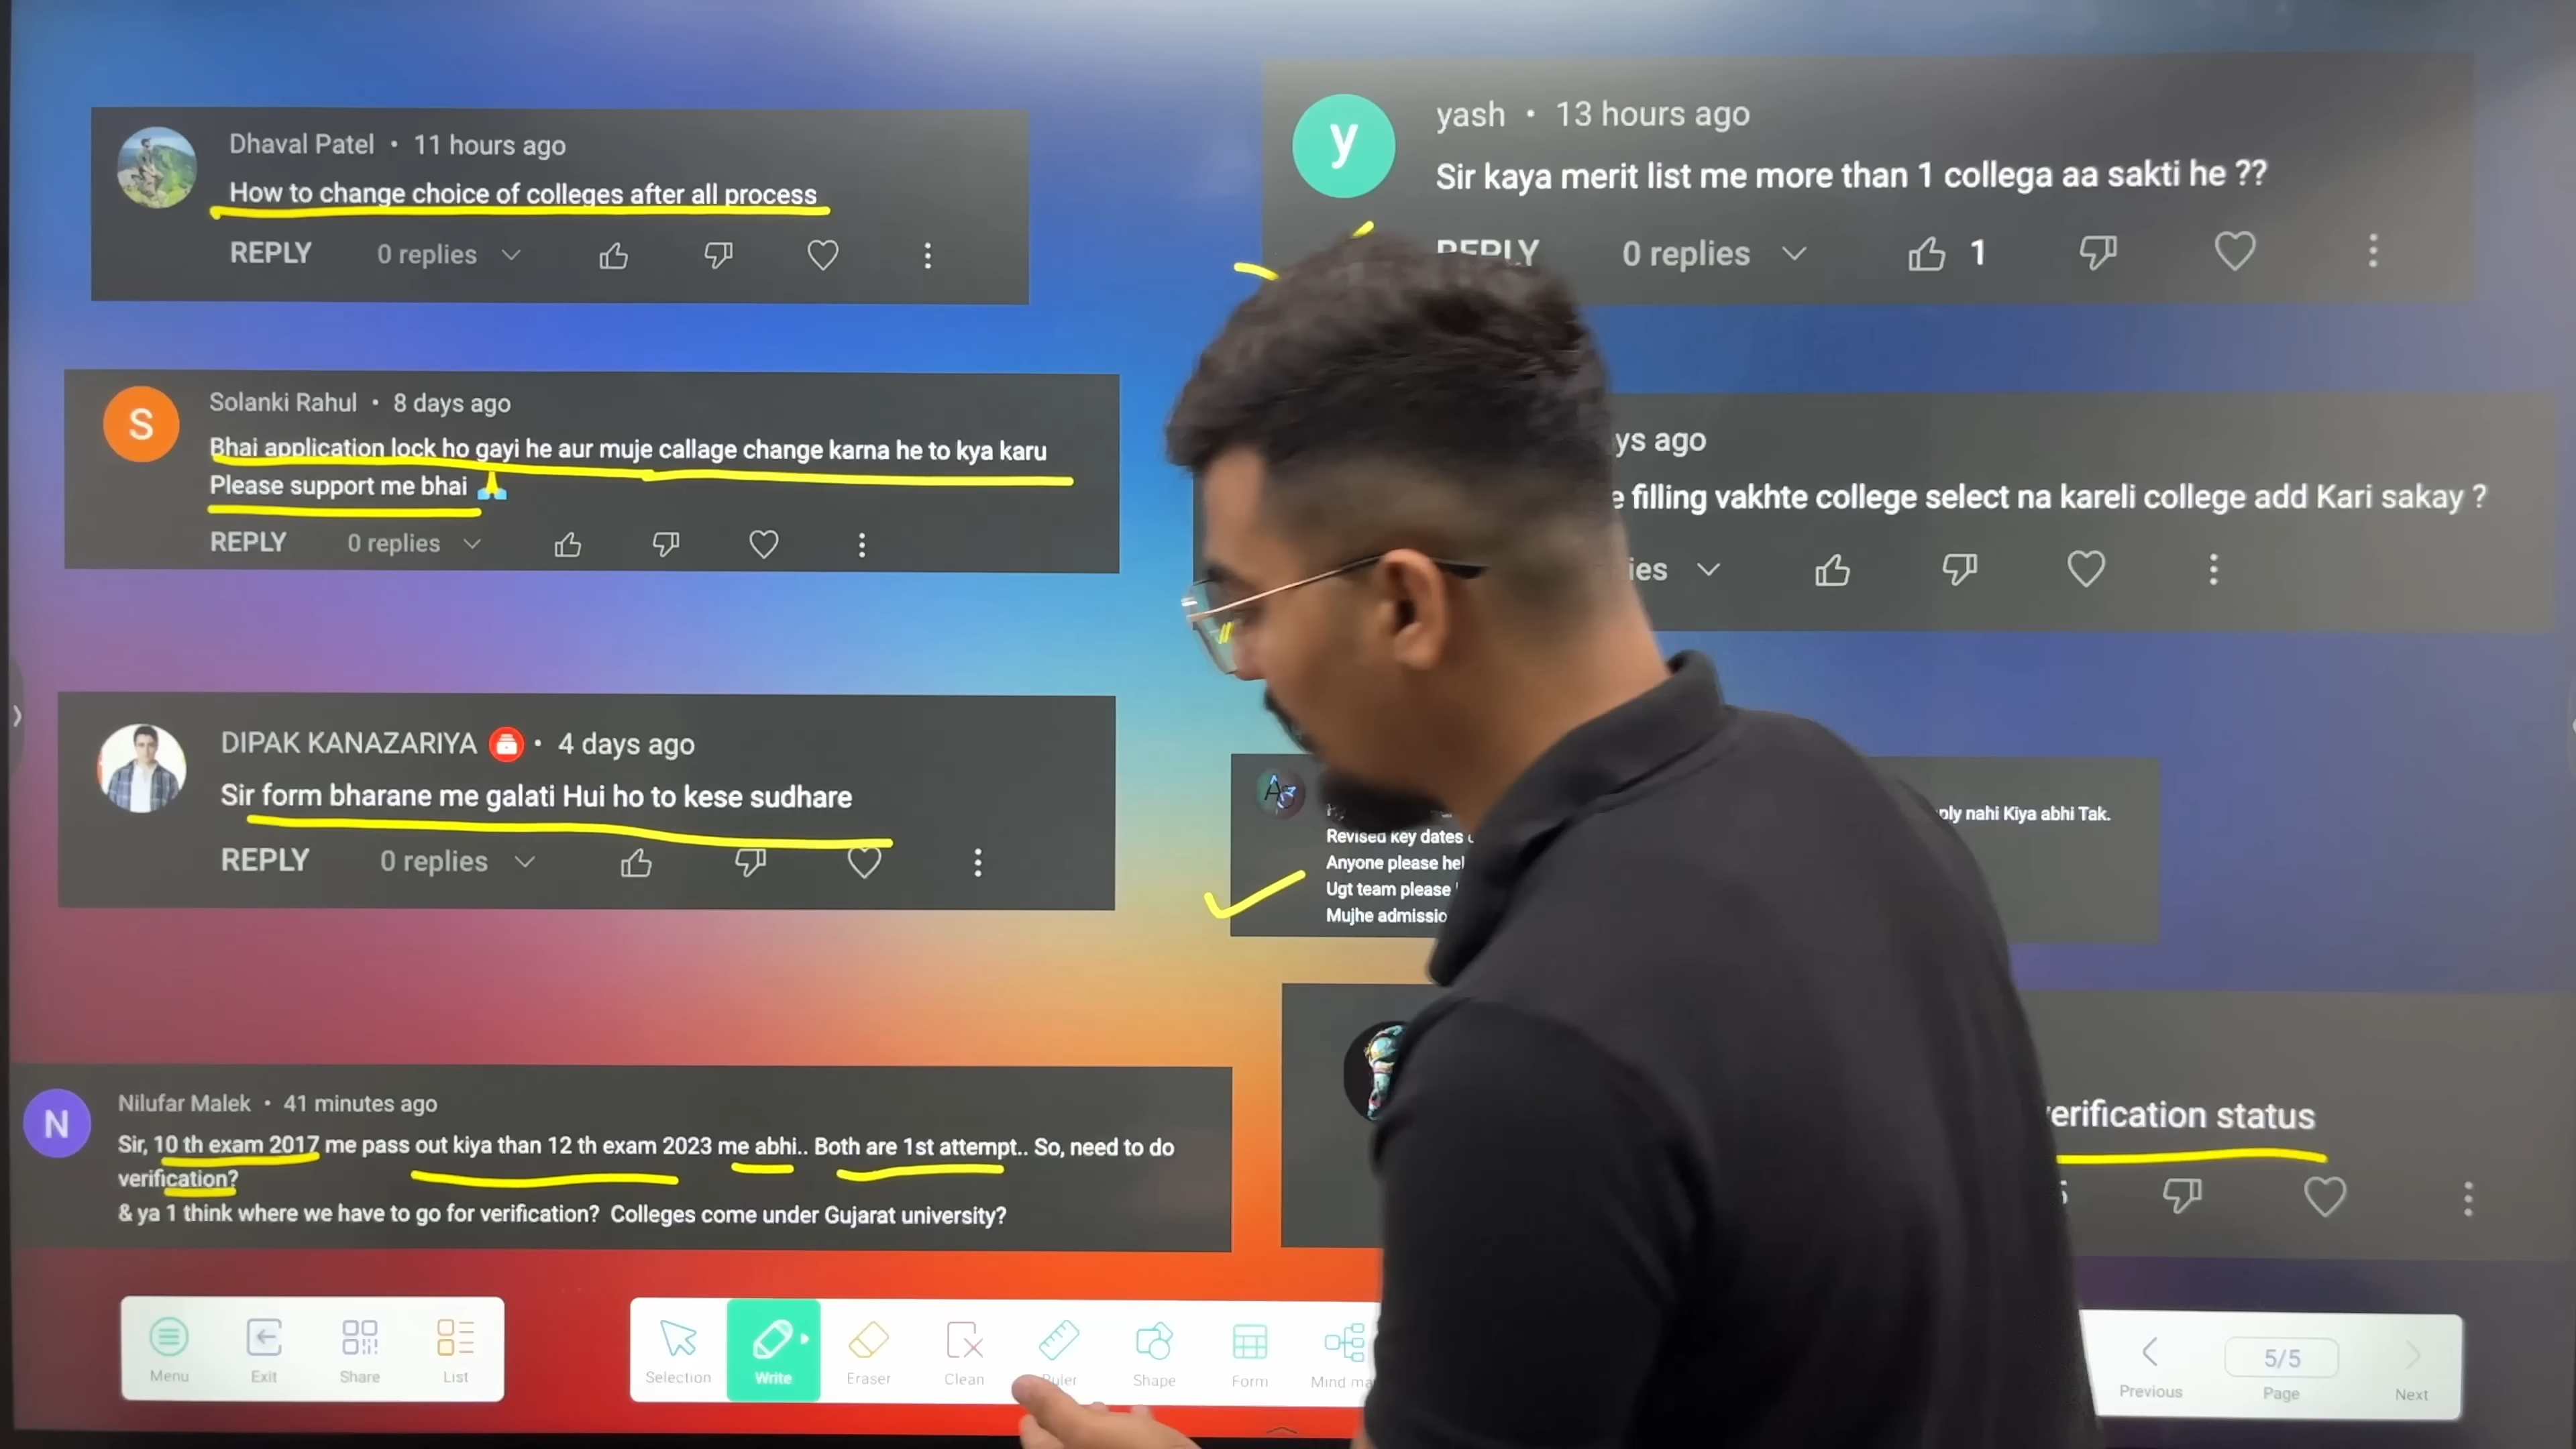 Dhaval Patel • 11 hours ago
How to change choice of colleges after all process
REPLY 0 replies
Solanki Rahul • 8 days ago
Bhai application lock ho gayi he aur muje callage change karna he to kya karu
Please support me bhai 🙏
REPLY 0 replies
DIPAK KANAZARIYA • 4 days ago
Sir form bharane me galati Hui ho to kese sudhare
REPLY 0 replies
N
Nilufar Malek • 41 minutes ago
Sir, 10 th exam 2017 me pass out kiya than 12 th exam 2023 me abhi.. Both are 1st attempt.. So, need to do
verification?
& ya 1 think where we have to go for verification? Colleges come under Gujarat university?
S
y
yash • 13 hours ago
Sir kaya merit list me more than 1 collega aa sakti he ??
REPLY 0 replies 1
ago
filling vakhte college select na kareli college add Kari sakay ?
nahi Kiya abhi Tak.
Revised key dates
Anyone please
Ugt team please
Mujhe
status
Menu Exit Share List
Selection Write Eraser Clean Ruler Shape Form Mind
Previous 5/5 Page Next